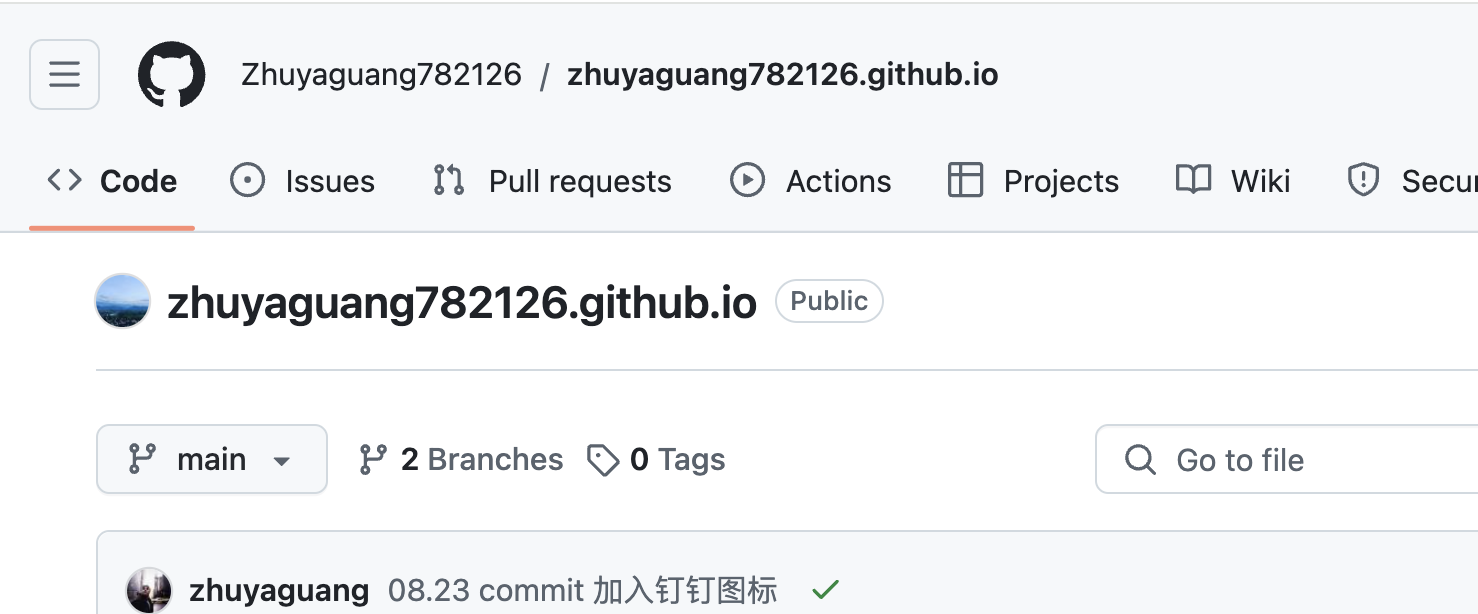 Zhuyaguang782126 / zhuyaguang782126.github.io
Code Issues Pull requests Actions Projects Wiki Secur
zhuyaguang782126.github.io Public
main 2 Branches 0 Tags Go to file
zhuyaguang 08.23 commit 加入钉钉图标